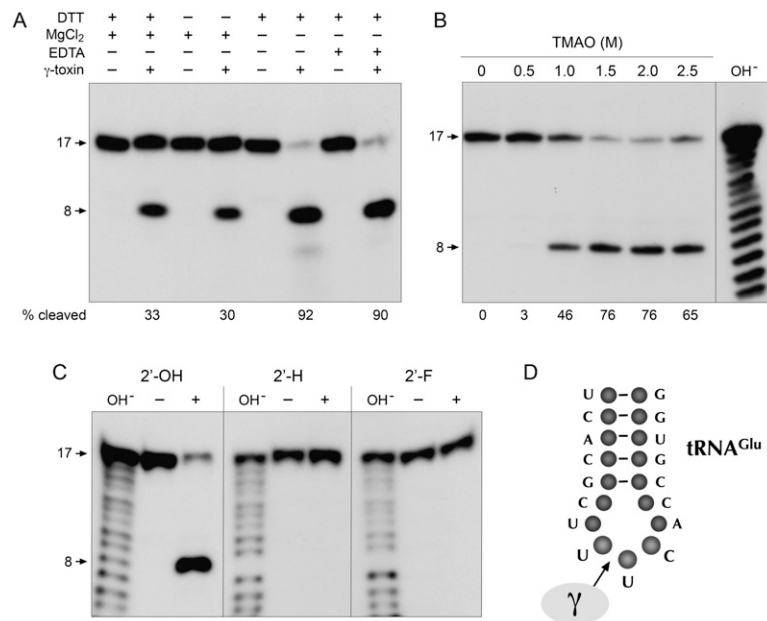 A
DTT + + − − + + + +
MgCl₂ + + + + − − − −
EDTA − − − − − − + +
γ-toxin − + − + − + − +
17
8
% cleaved 33 30 92 90
B
TMAO (M)
0 0.5 1.0 1.5 2.0 2.5 OH⁻
17
8
0 3 46 76 76 65
C
2'-OH 2'-H 2'-F
OH⁻ − + OH⁻ − + OH⁻ − +
17
8
D
U G
C G
A U
C G
G C
C C
U A
U C
U
tRNA^Glu
γ